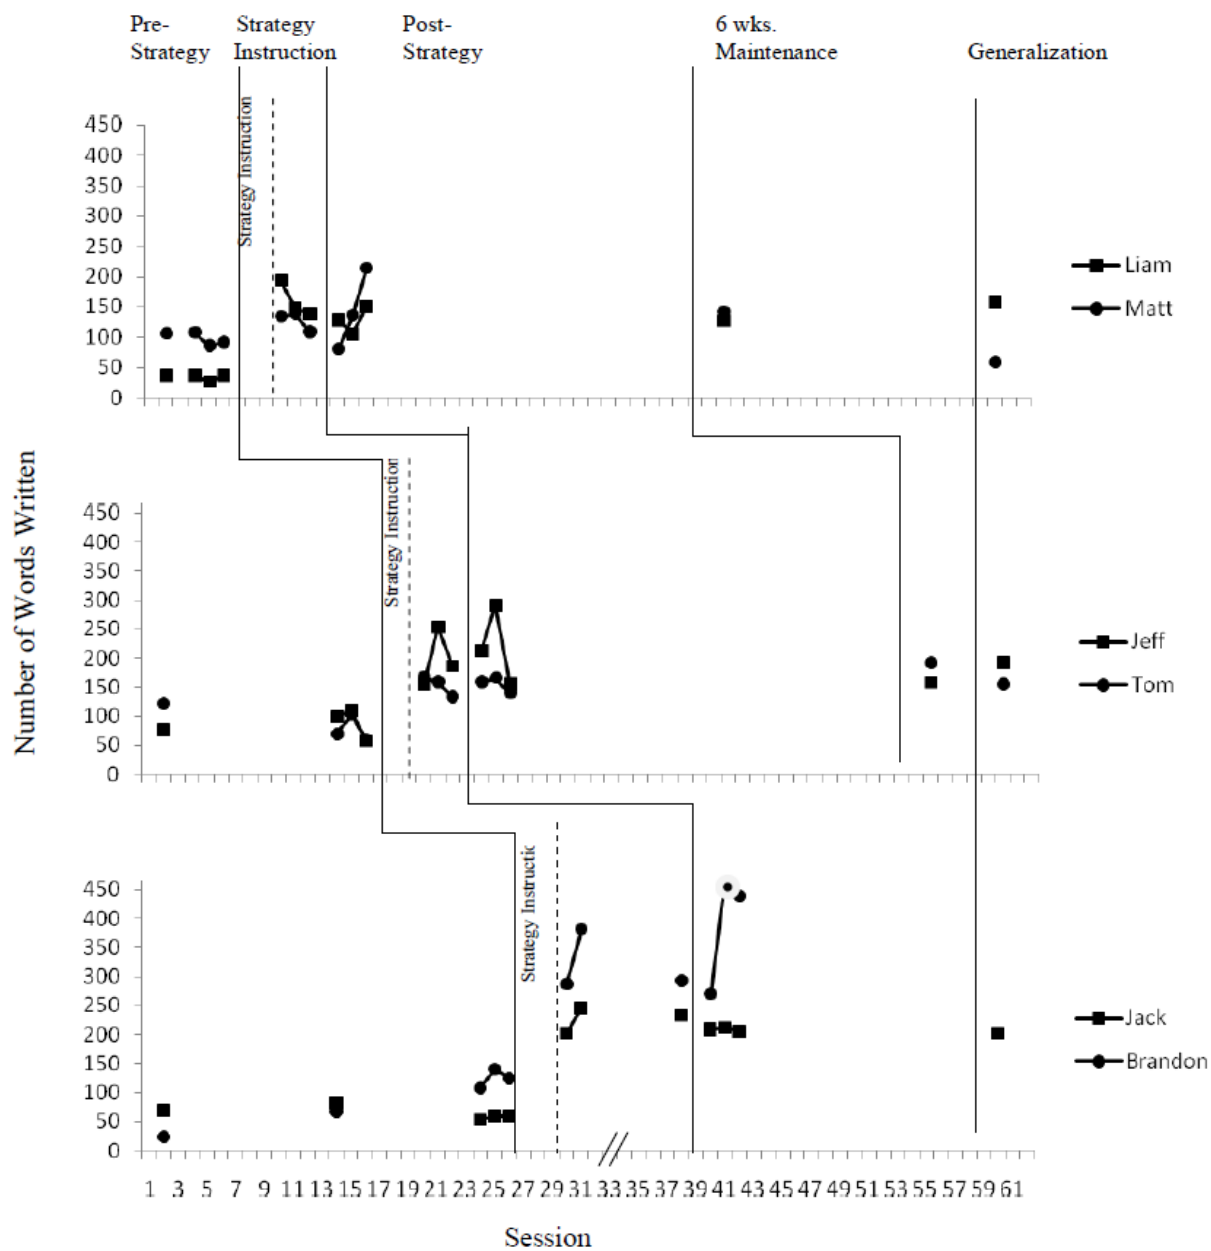 Pre-
Strategy
Strategy
Instruction
Post-
Strategy
6 wks.
Maintenance
Generalization
Number of Words Written
Strategy Instruction
450
400
350
300
250
200
150
100
50
0
Liam
Matt
Strategy Instruction
450
400
350
300
250
200
150
100
50
0
Jeff
Tom
Strategy Instructic
450
400
350
300
250
200
150
100
50
0
Jack
Brandon
1 3 5 7 9 11 13 15 17 19 21 23 25 27 29 31 33 35 37 39 41 43 45 47 49 51 53 55 57 59 61
Session